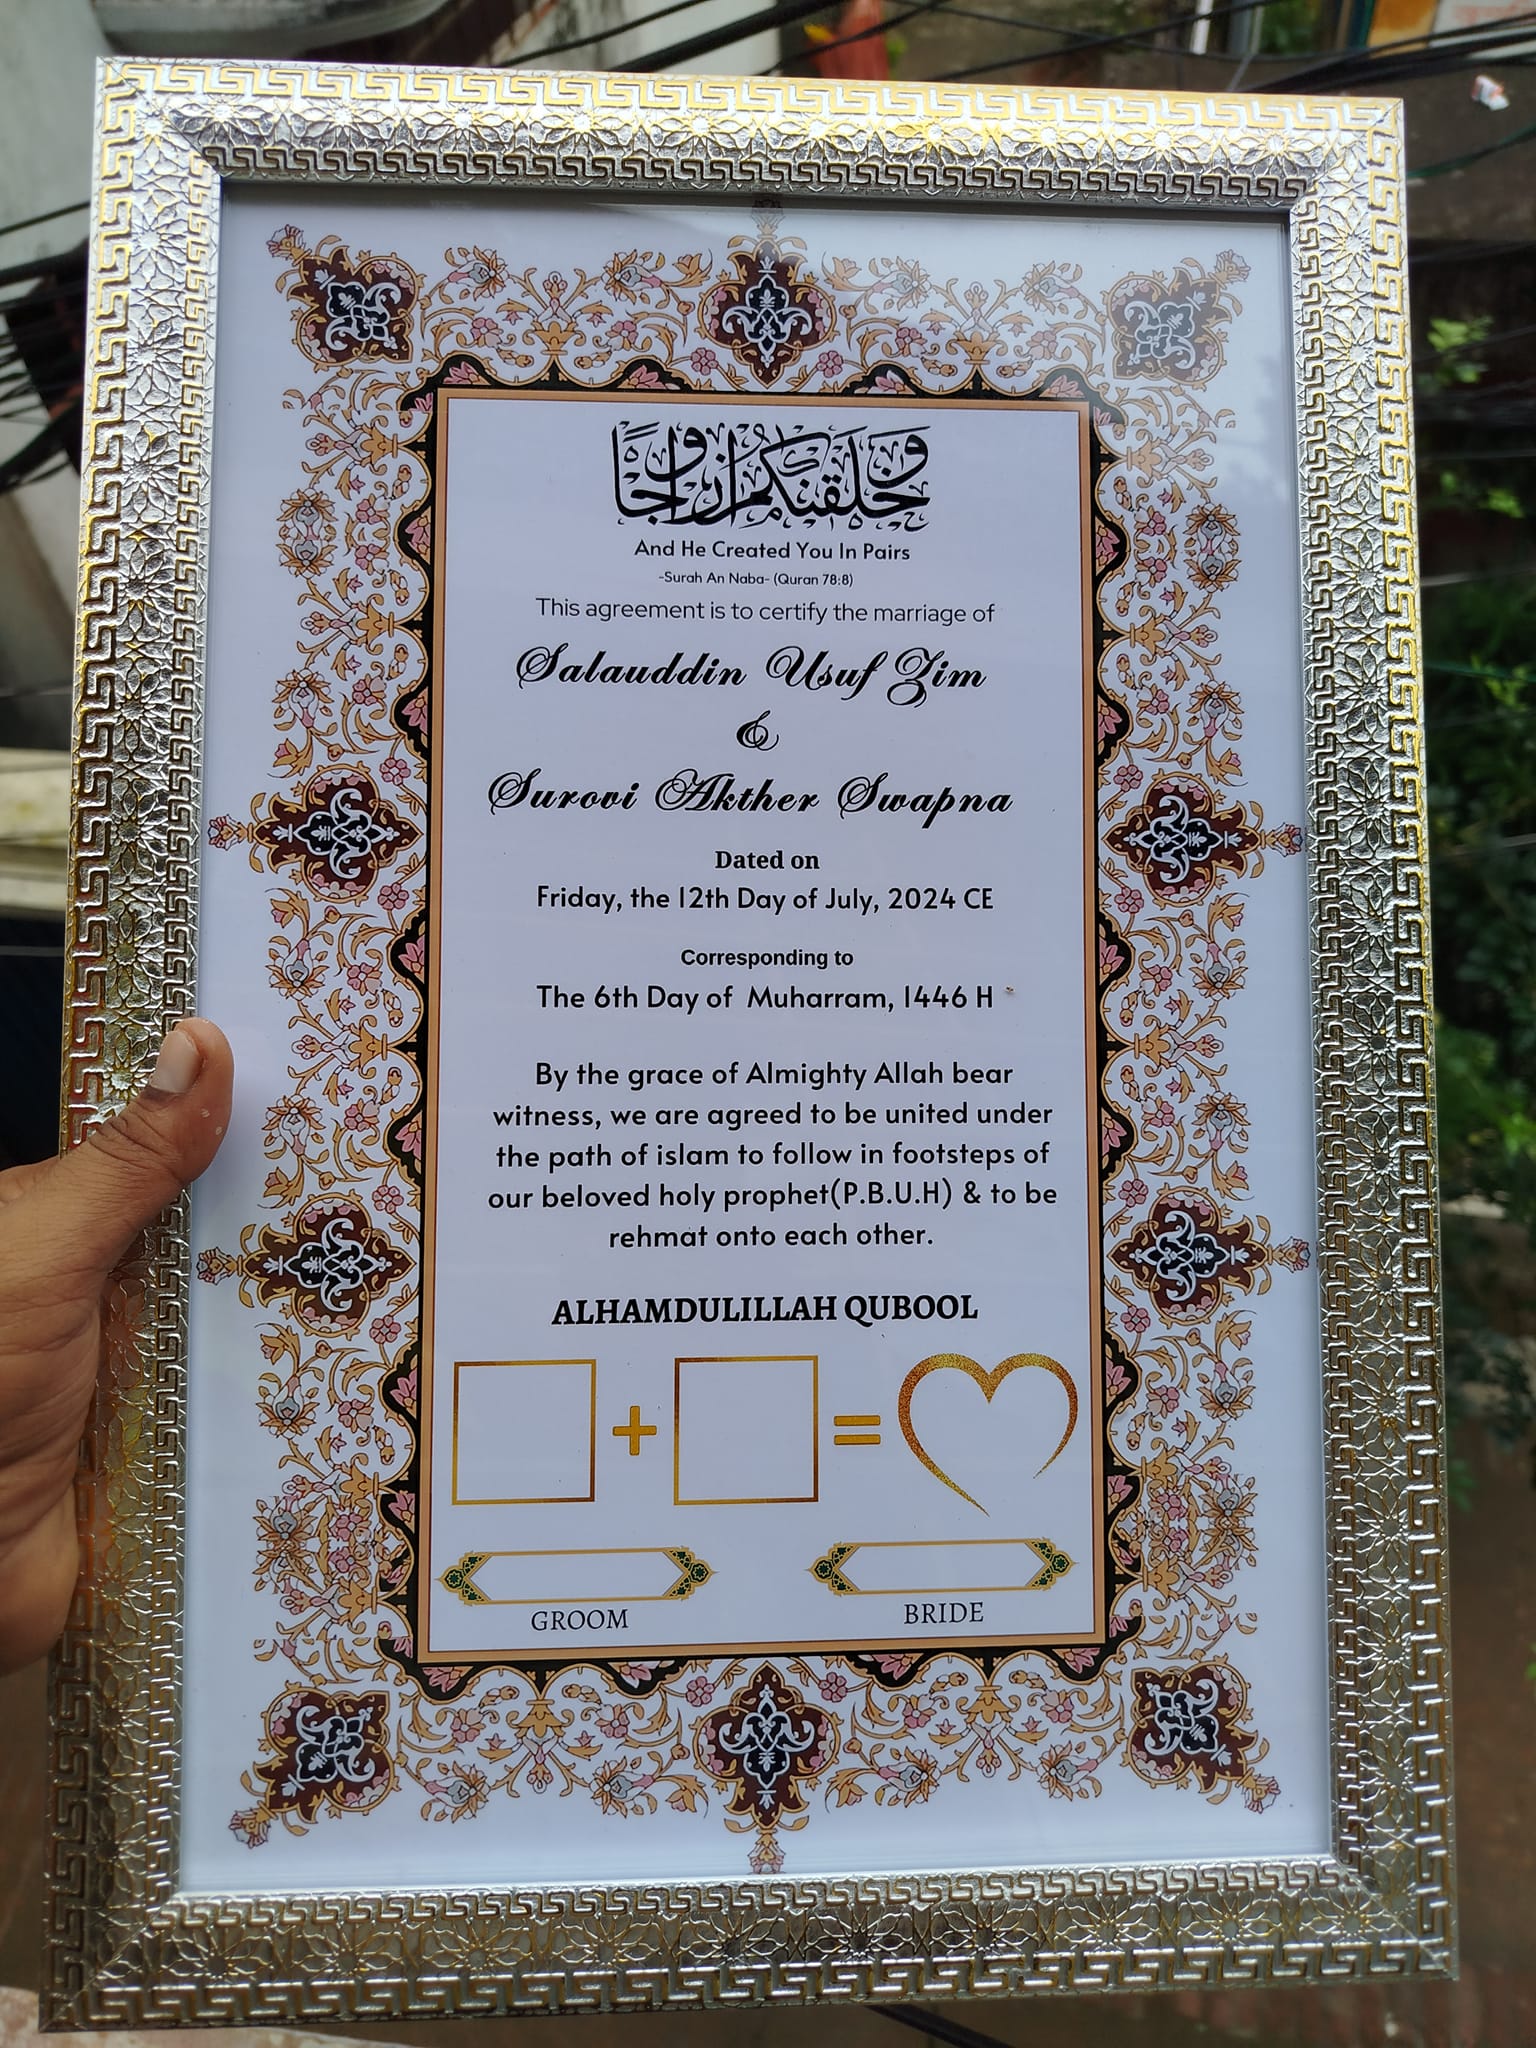 وَخَلَقْنَٰكُمْ أَزْوَٰجًا
And He Created You In Pairs
-Surah An Naba- (Quran 78:8)
This agreement is to certify the marriage of
Salauddin Usuf Zim
&
Surovi Akther Swapna
Dated on
Friday, the 12th Day of July, 2024 CE
Corresponding to
The 6th Day of Muharram, 1446 H
By the grace of Almighty Allah bear
witness, we are agreed to be united under
the path of islam to follow in footsteps of
our beloved holy prophet(P.B.U.H) & to be
rehmat onto each other.
ALHAMDULILLAH QUBOOL
+ =
GROOM
BRIDE